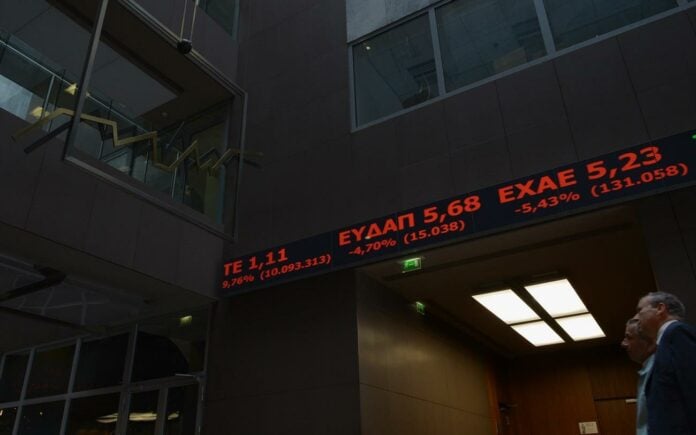 ΤΕ 1,11
9,76% (10.093.313)
ΕΥΔΑΠ 5,68
-4,70% (15.038)
ΕΧΑΕ 5,23
-5,43% (131.058)